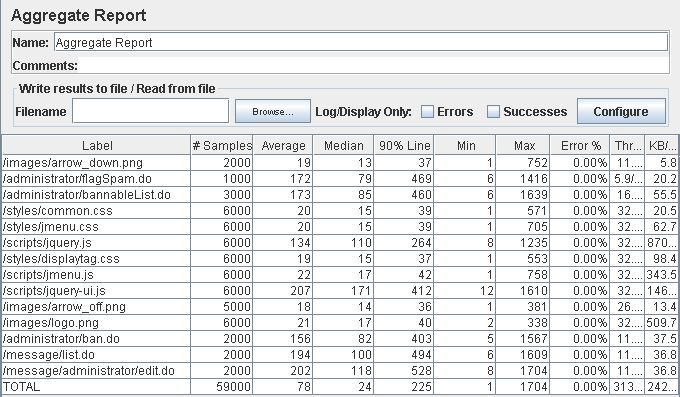 Aggregate Report
Name: Aggregate Report
Comments:
Write results to file / Read from file
Filename Browse... Log/Display Only: Errors Successes Configure
Label # Samples Average Median 90% Line Min Max Error % Thr... KB/...
/images/arrow_down.png 2000 19 13 37 1 752 0.00% 11.... 5.8
/administrator/flagSpam.do 1000 172 79 469 6 1416 0.00% 5.9/... 20.2
/administrator/bannableList.do 3000 173 85 460 6 1639 0.00% 16.... 55.5
/styles/common.css 6000 20 15 39 1 571 0.00% 32.... 20.5
/styles/jmenu.css 6000 20 15 39 1 705 0.00% 32.... 62.7
/scripts/jquery.js 6000 134 110 264 8 1235 0.00% 32.... 870...
/styles/displaytag.css 6000 19 15 37 1 553 0.00% 32.... 98.4
/scripts/jmenu.js 6000 22 17 42 1 758 0.00% 32.... 343.5
/scripts/jquery-ui.js 6000 207 171 412 12 1610 0.00% 32.... 146...
/images/arrow_off.png 5000 18 14 36 1 381 0.00% 26.... 13.4
/images/logo.png 6000 21 17 40 2 338 0.00% 32.... 509.7
/administrator/ban.do 2000 156 82 403 5 1567 0.00% 11.... 37.5
/message/list.do 2000 194 100 494 6 1609 0.00% 11.... 36.8
/message/administrator/edit.do 2000 202 118 528 8 1704 0.00% 11.... 36.8
TOTAL 59000 78 24 225 1 1704 0.00% 313... 242...